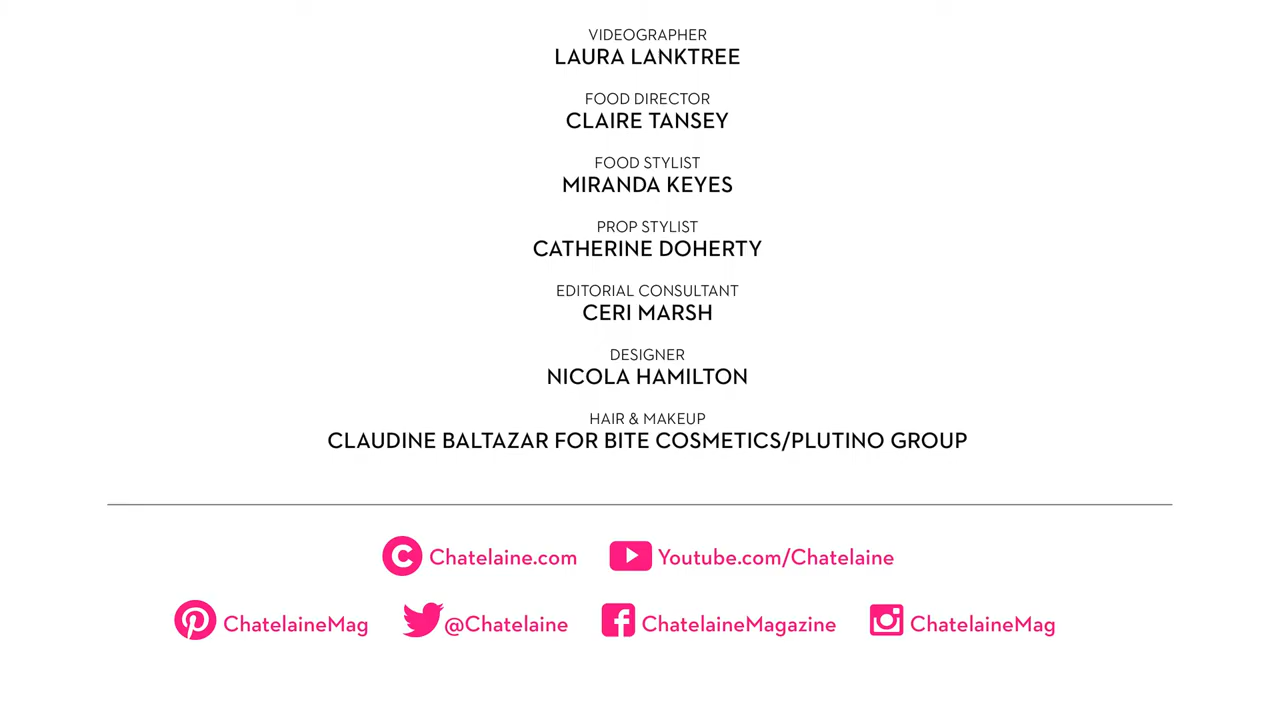 VIDEOGRAPHER
LAURA LANKTREE
FOOD DIRECTOR
CLAIRE TANSEY
FOOD STYLIST
MIRANDA KEYES
PROP STYLIST
CATHERINE DOHERTY
EDITORIAL CONSULTANT
CERI MARSH
DESIGNER
NICOLA HAMILTON
HAIR & MAKEUP
CLAUDINE BALTAZAR FOR BITE COSMETICS/PLUTINO GROUP
C Chatelaine.com Youtube.com/Chatelaine
ChatelaineMag @Chatelaine ChatelaineMagazine ChatelaineMag